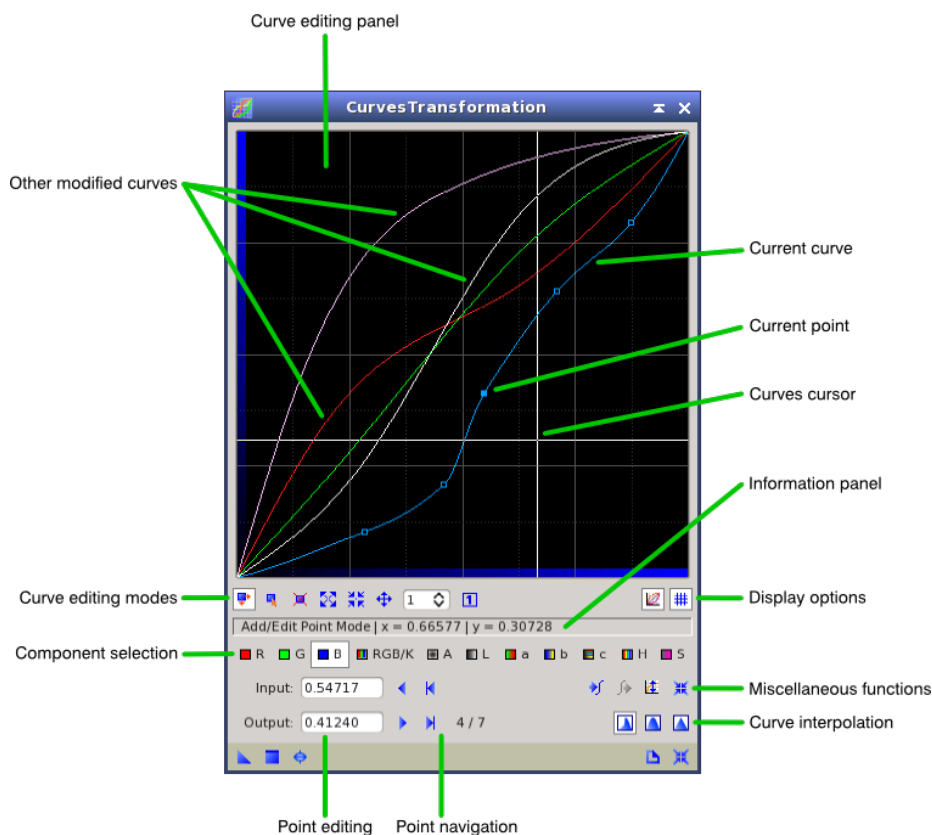 Curve editing panel
CurvesTransformation
Other modified curves
Current curve
Current point
Curves cursor
Information panel
Curve editing modes
1
1
Display options
Add/Edit Point Mode | x = 0.66577 | y = 0.30728
Component selection
R G B RGB/K A L a b c H S
Input: 0.54717
Miscellaneous functions
Output: 0.41240 4 / 7
Curve interpolation
Point editing
Point navigation